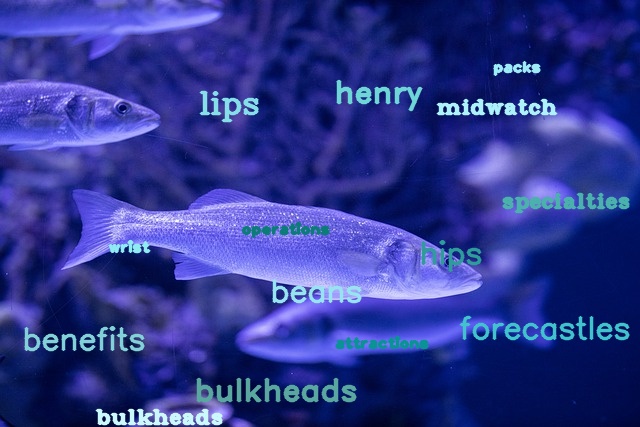 packs
henry
lips
midwatch
specialties
operations
wrist
hips
beans
forecastles
benefits
attractions
bulkheads
bulkheads